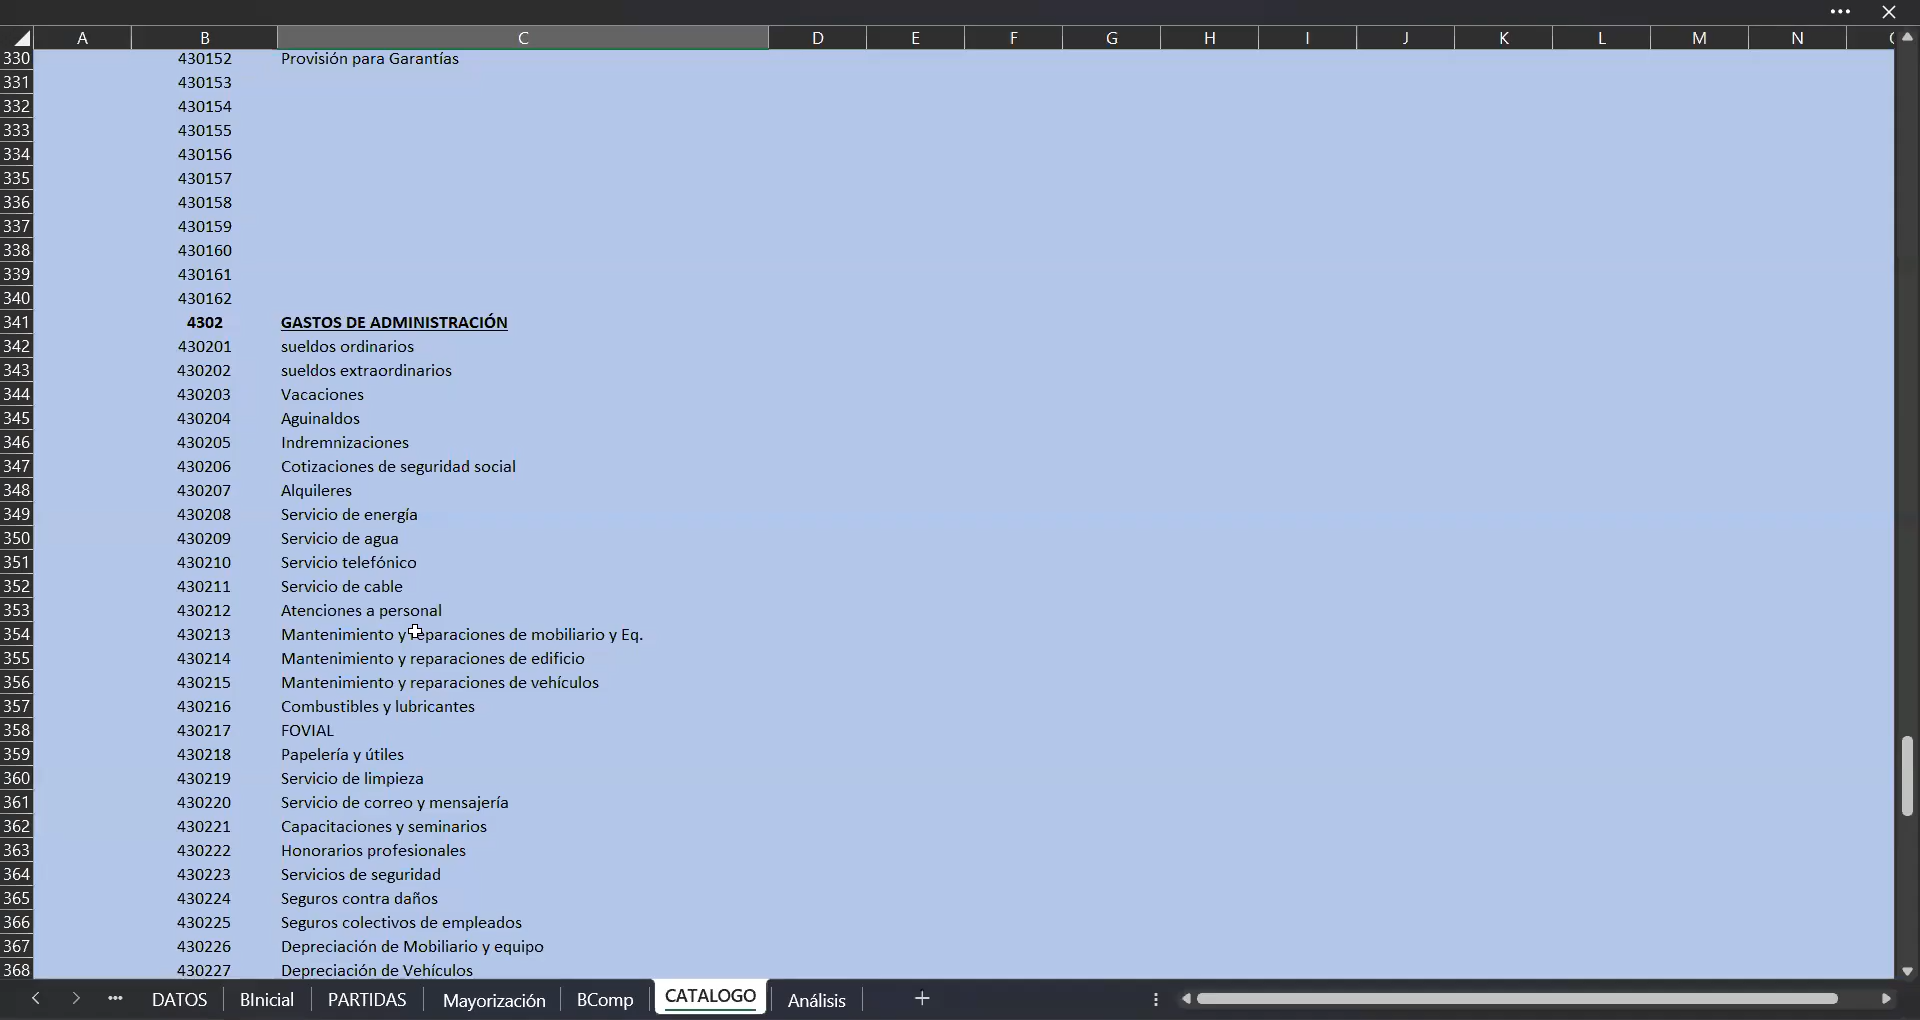 A B C D E F G H I J K L M N
330 430152 Provisión para Garantías
331 430153
332 430154
333 430155
334 430156
335 430157
336 430158
337 430159
338 430160
339 430161
340 430162
341 4302 GASTOS DE ADMINISTRACIÓN
342 430201 sueldos ordinarios
343 430202 sueldos extraordinarios
344 430203 Vacaciones
345 430204 Aguinaldos
346 430205 Indremnizaciones
347 430206 Cotizaciones de seguridad social
348 430207 Alquileres
349 430208 Servicio de energía
350 430209 Servicio de agua
351 430210 Servicio telefónico
352 430211 Servicio de cable
353 430212 Atenciones a personal
354 430213 Mantenimiento y reparaciones de mobiliario y Eq.
355 430214 Mantenimiento y reparaciones de edificio
356 430215 Mantenimiento y reparaciones de vehículos
357 430216 Combustibles y lubricantes
358 430217 FOVIAL
359 430218 Papelería y útiles
360 430219 Servicio de limpieza
361 430220 Servicio de correo y mensajería
362 430221 Capacitaciones y seminarios
363 430222 Honorarios profesionales
364 430223 Servicios de seguridad
365 430224 Seguros contra daños
366 430225 Seguros colectivos de empleados
367 430226 Depreciación de Mobiliario y equipo
368 430227 Depreciación de Vehículos
DATOS BInicial PARTIDAS Mayorización BComp CATALOGO Análisis